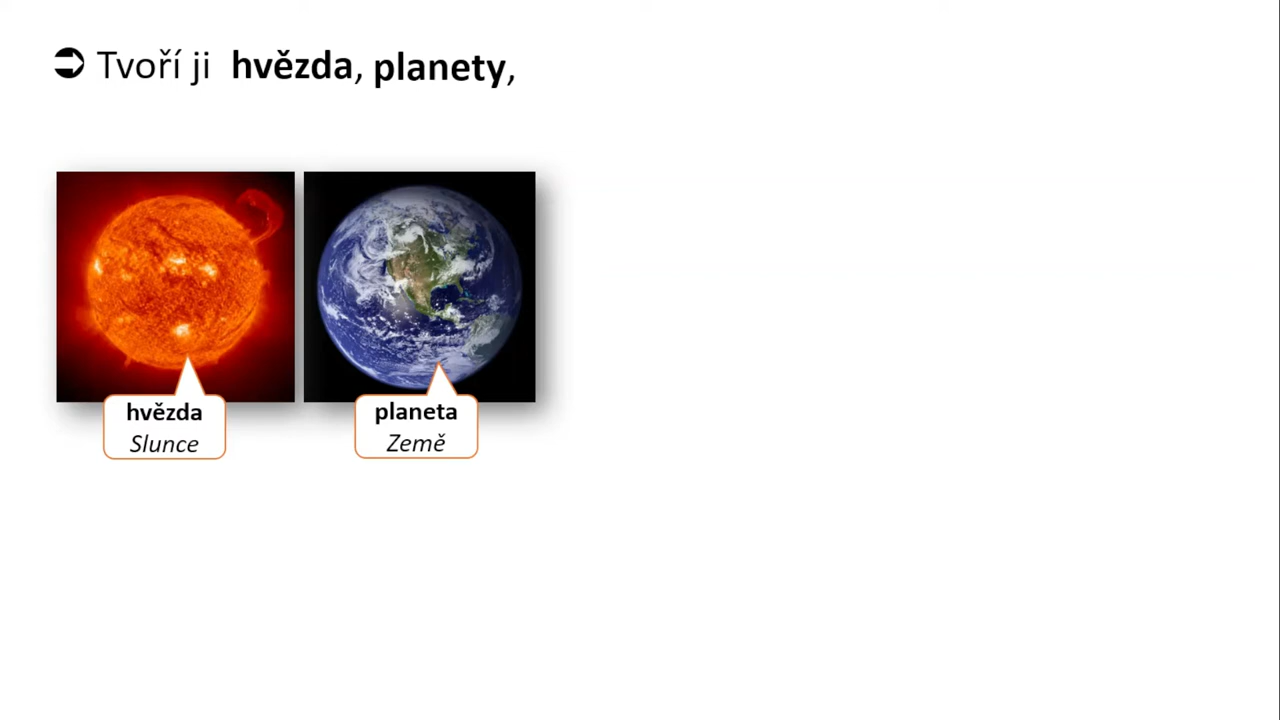 ➲ Tvoří ji hvězda, planety,
hvězda
Slunce
planeta
Země